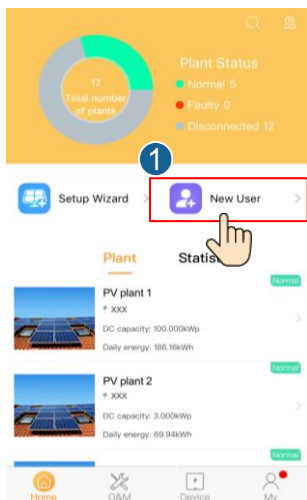 Plant Status
17
Total number
of plants
Normal 5
Faulty 0
Disconnected 12
1
Setup Wizard
New User
Plant
Statis
Normal
PV plant 1
XXX
DC capacity: 100.000kWp
Daily energy: 186.16kWh
Normal
PV plant 2
XXX
DC capacity: 3.000kWp
Daily energy: 69.94kWh
Normal
Home
O&M
Device
My